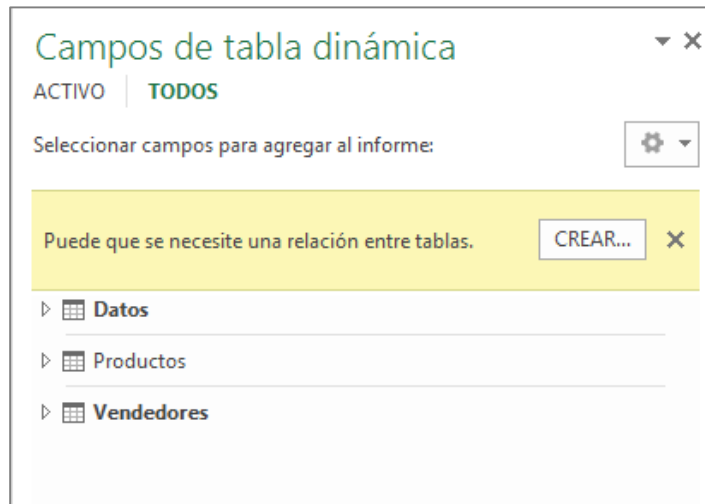 Campos de tabla dinámica
ACTIVO TODOS
Seleccionar campos para agregar al informe:
Puede que se necesite una relación entre tablas. CREAR...
Datos
Productos
Vendedores